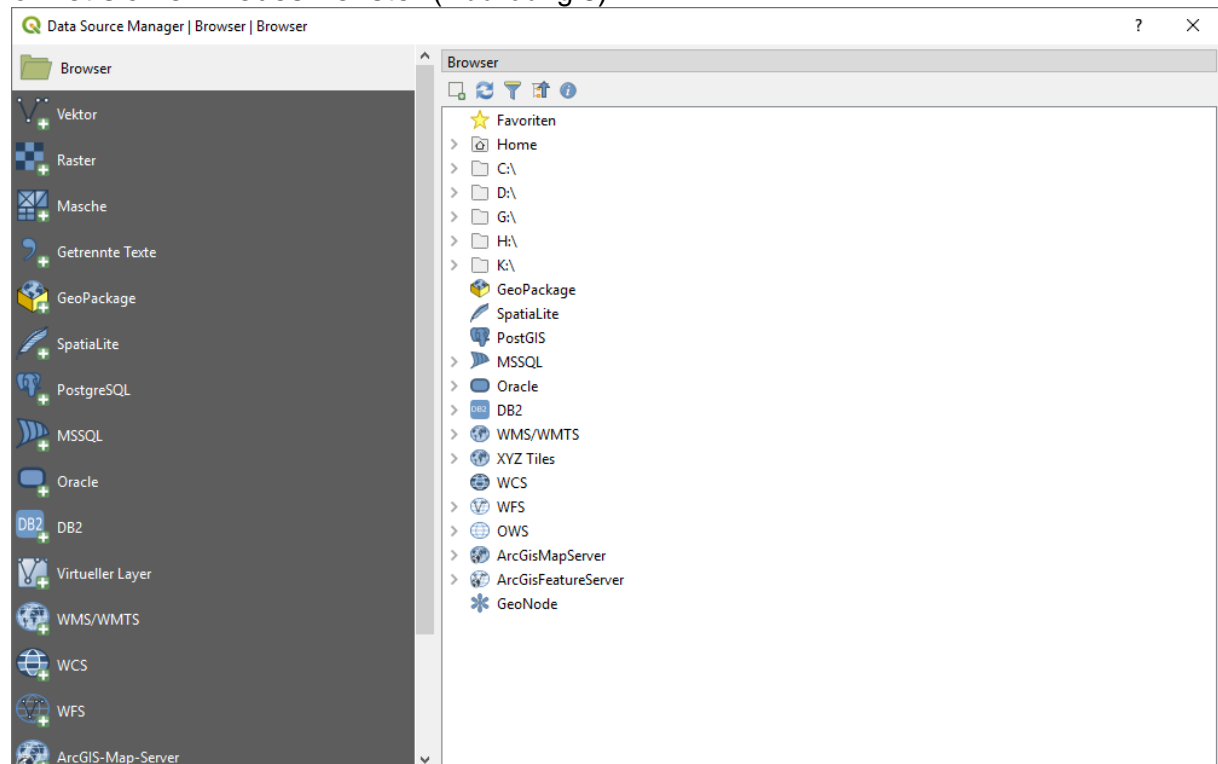 Data Source Manager | Browser | Browser
?
Browser
Vektor
Raster
Masche
Getrennte Texte
GeoPackage
SpatiaLite
PostgreSQL
MSSQL
Oracle
DB2
DB2
Virtueller Layer
WMS/WMTS
WCS
WFS
ArcGIS-Map-Server
Browser
Favoriten
Home
C:\
D:\
G:\
H:\
K:\
GeoPackage
SpatiaLite
PostGIS
MSSQL
Oracle
DB2
DB2
WMS/WMTS
XYZ Tiles
WCS
WFS
OWS
ArcGisMapServer
ArcGisFeatureServer
GeoNode